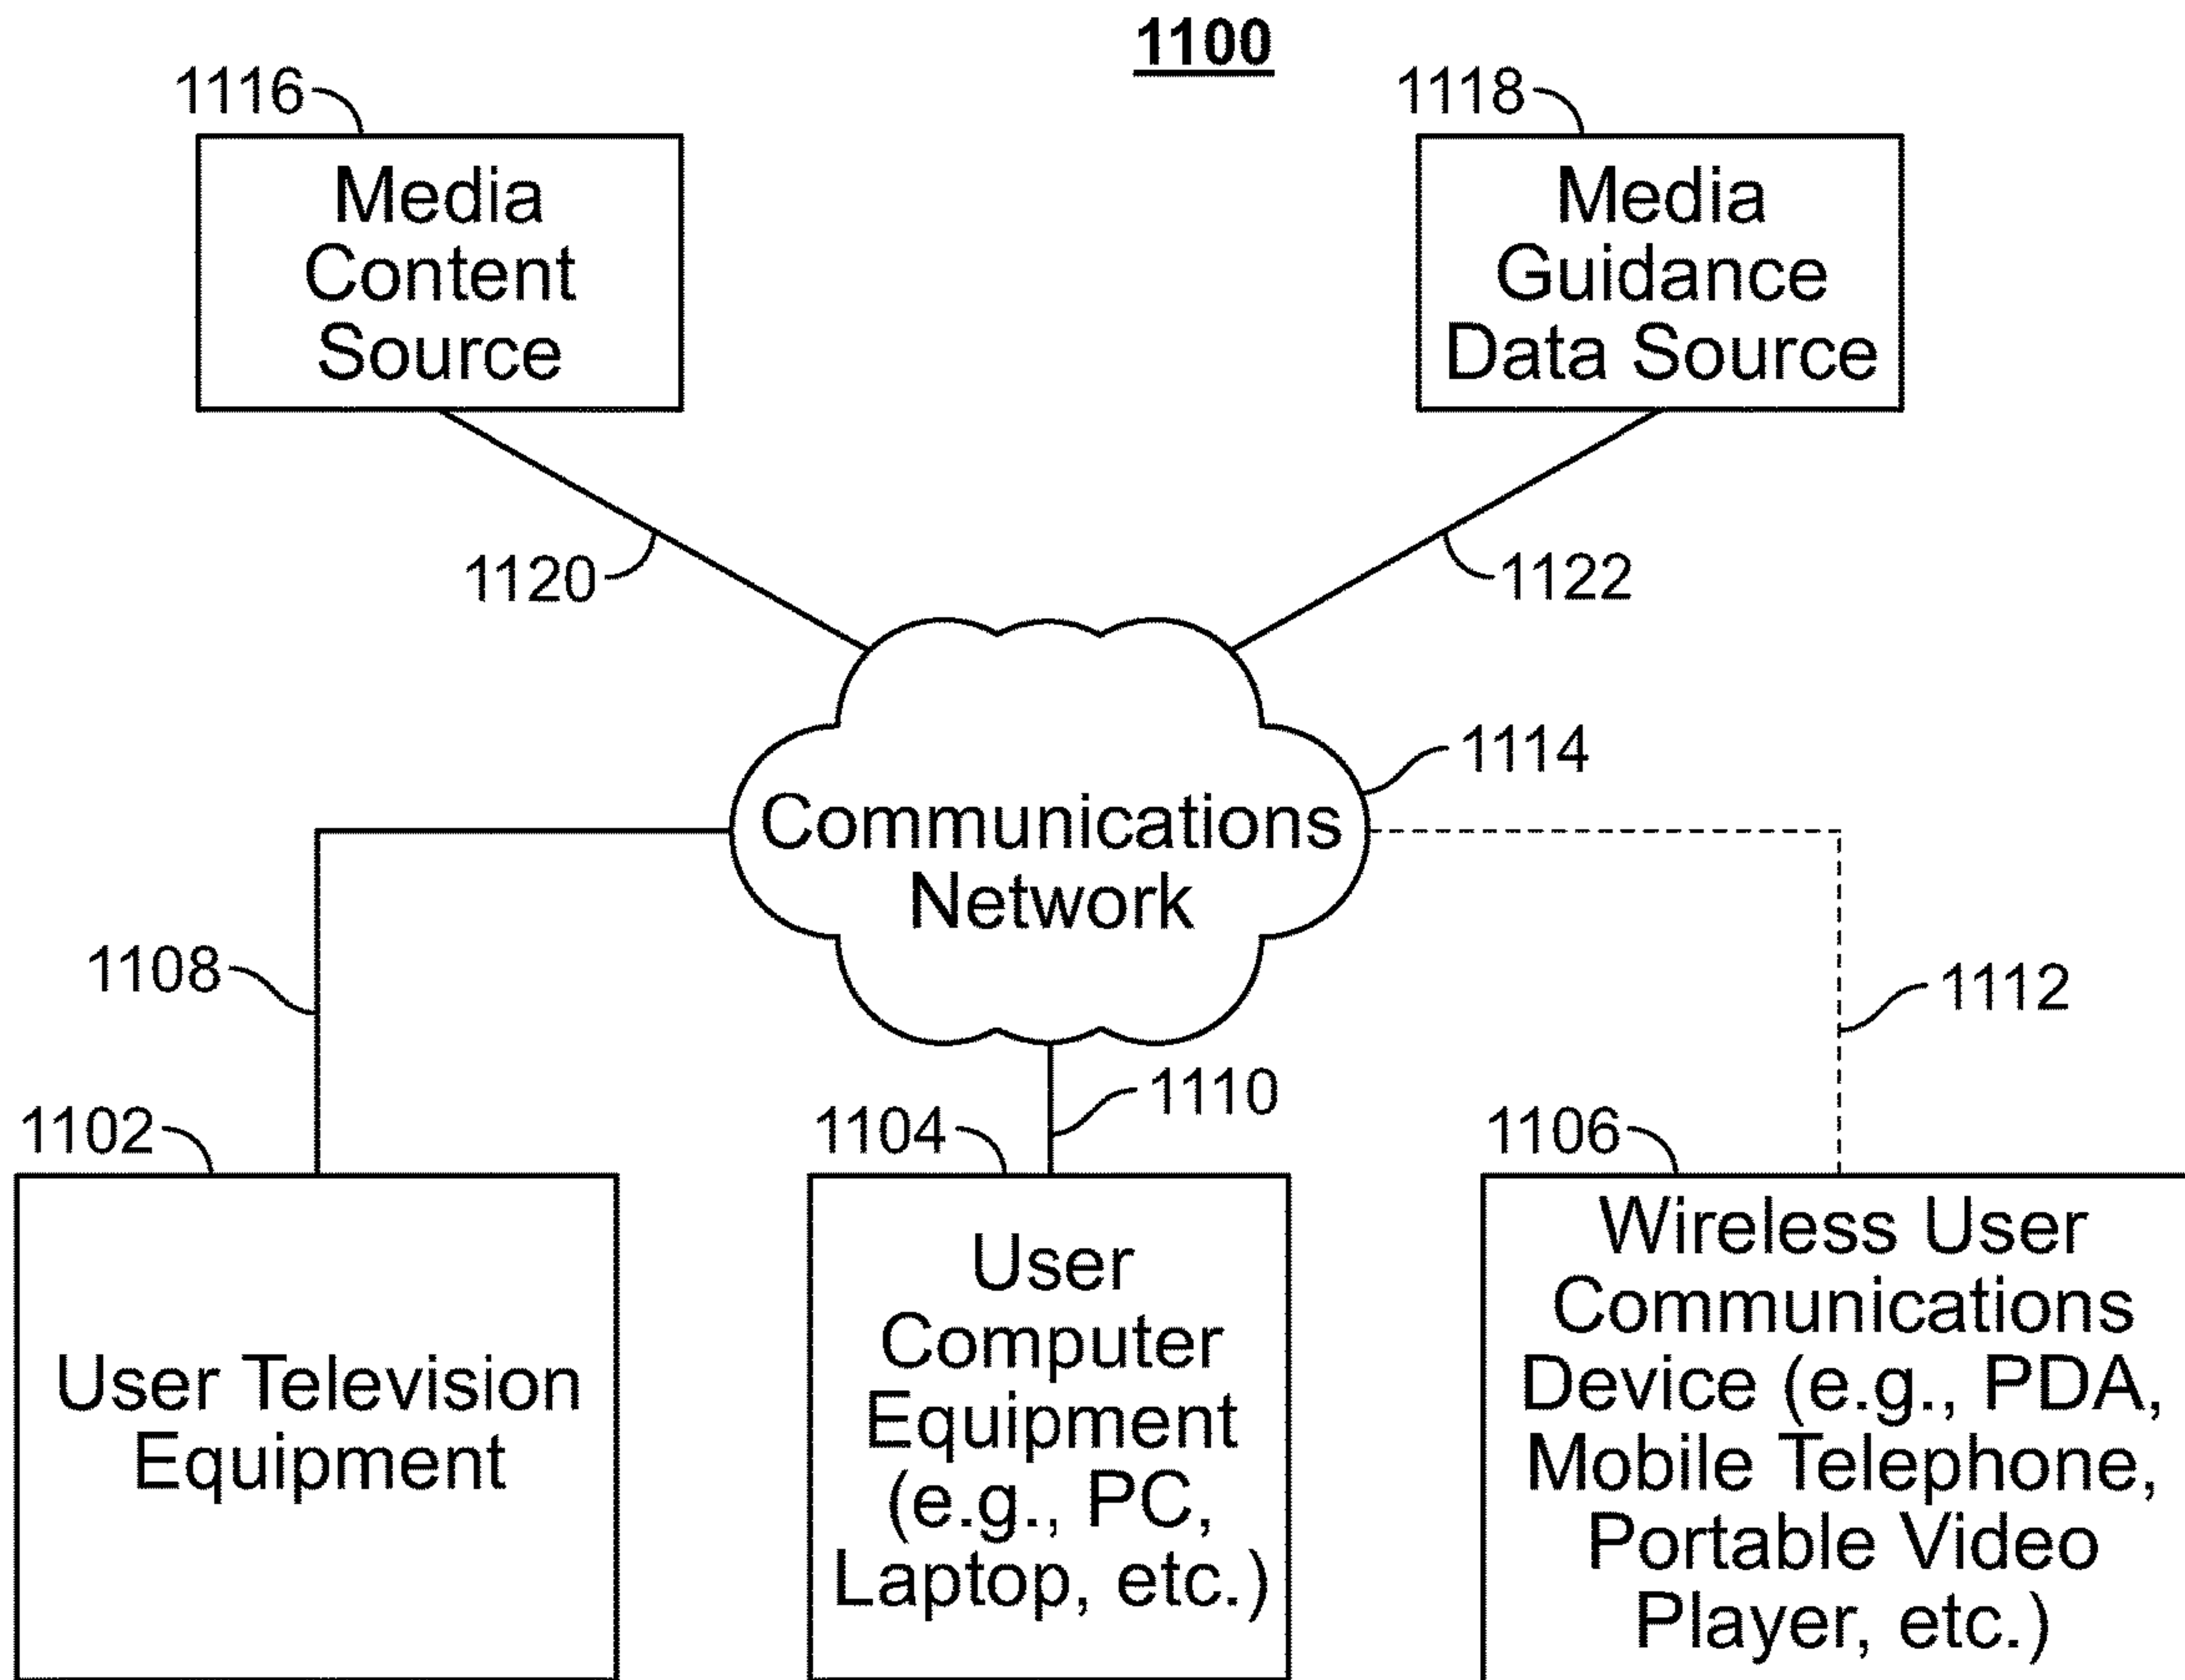 1100
1116
1118
Media
Content
Source
Media
Guidance
Data Source
1120
1122
1114
Communications
Network
1108
1112
1110
1102
1104
1106
User Television
Equipment
User
Computer
Equipment
(e.g., PC,
Laptop, etc.)
Wireless User
Communications
Device (e.g., PDA,
Mobile Telephone,
Portable Video
Player, etc.)